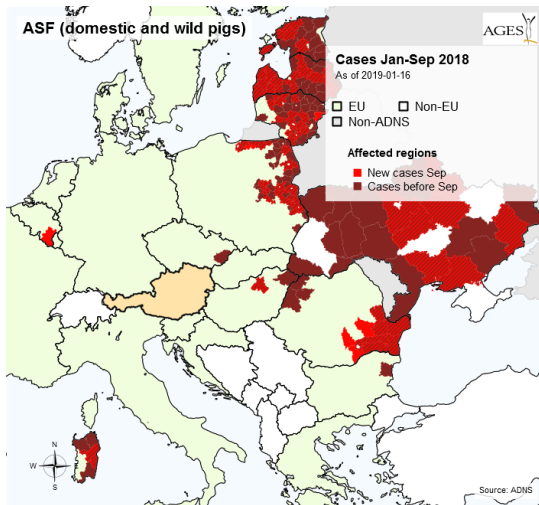 ASF (domestic and wild pigs)
AGES
Cases Jan-Sep 2018
As of 2019-01-16
EU Non-EU
Non-ADNS
Affected regions
New cases Sep
Cases before Sep
N
W E
S
Source: ADNS